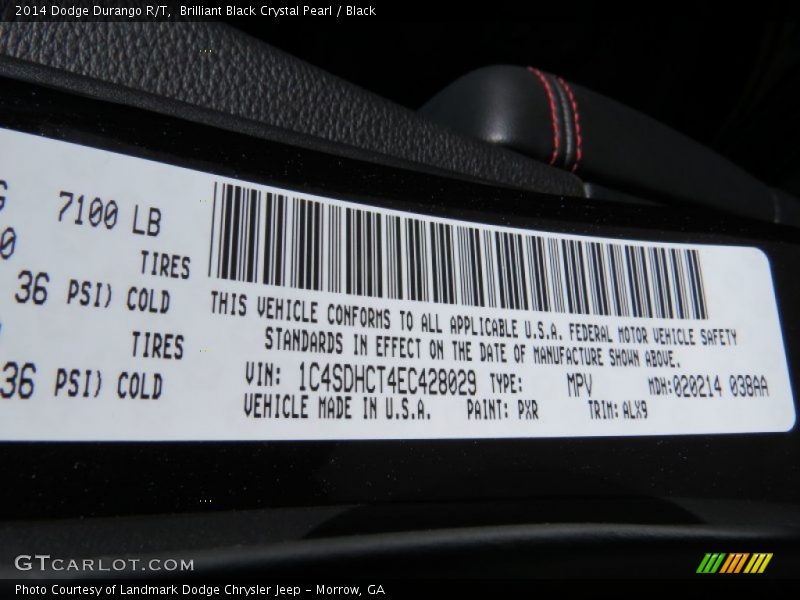 2014 Dodge Durango R/T, Brilliant Black Crystal Pearl / Black
7100 LB
TIRES
36 PSI) COLD
TIRES
36 PSI) COLD
THIS VEHICLE CONFORMS TO ALL APPLICABLE U.S.A. FEDERAL MOTOR VEHICLE SAFETY
STANDARDS IN EFFECT ON THE DATE OF MANUFACTURE SHOWN ABOVE.
VIN: 1C4SDHCT4EC428029 TYPE: MPV MDH:020214 038AA
VEHICLE MADE IN U.S.A. PAINT: PXR TRIM: ALX9
GTCARLOT.COM
Photo Courtesy of Landmark Dodge Chrysler Jeep - Morrow, GA